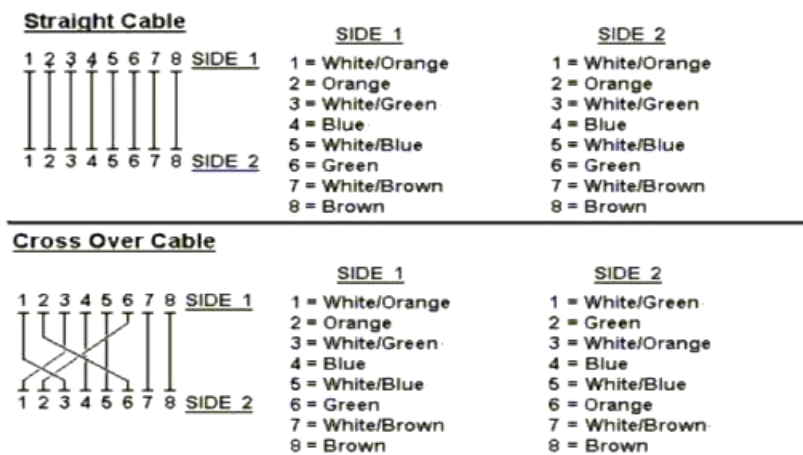 Straight Cable
1 2 3 4 5 6 7 8 SIDE 1
1 2 3 4 5 6 7 8 SIDE 2
SIDE 1
1 = White/Orange
2 = Orange
3 = White/Green
4 = Blue
5 = White/Blue
6 = Green
7 = White/Brown
8 = Brown
SIDE 2
1 = White/Orange
2 = Orange
3 = White/Green
4 = Blue
5 = White/Blue
6 = Green
7 = White/Brown
8 = Brown
Cross Over Cable
1 2 3 4 5 6 7 8 SIDE 1
1 2 3 4 5 6 7 8 SIDE 2
SIDE 1
1 = White/Orange
2 = Orange
3 = White/Green
4 = Blue
5 = White/Blue
6 = Green
7 = White/Brown
8 = Brown
SIDE 2
1 = White/Green
2 = Green
3 = White/Orange
4 = Blue
5 = White/Blue
6 = Orange
7 = White/Brown
8 = Brown